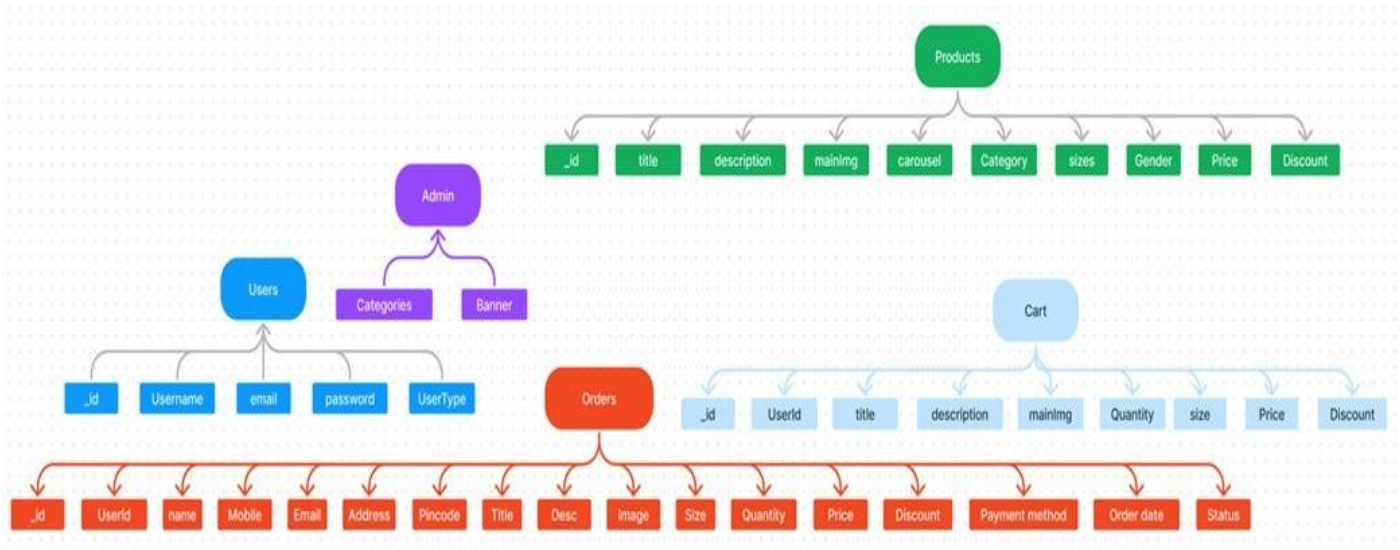 Products
_id title description mainImg carousel Category sizes Gender Price Discount
Admin
Categories Banner
Users
_id Username email password UserType
Cart
_id UserId title description mainImg Quantity size Price Discount
Orders
_id UserId name Mobile Email Address Pincode Title Desc Image Size Quantity Price Discount Payment method Order date Status